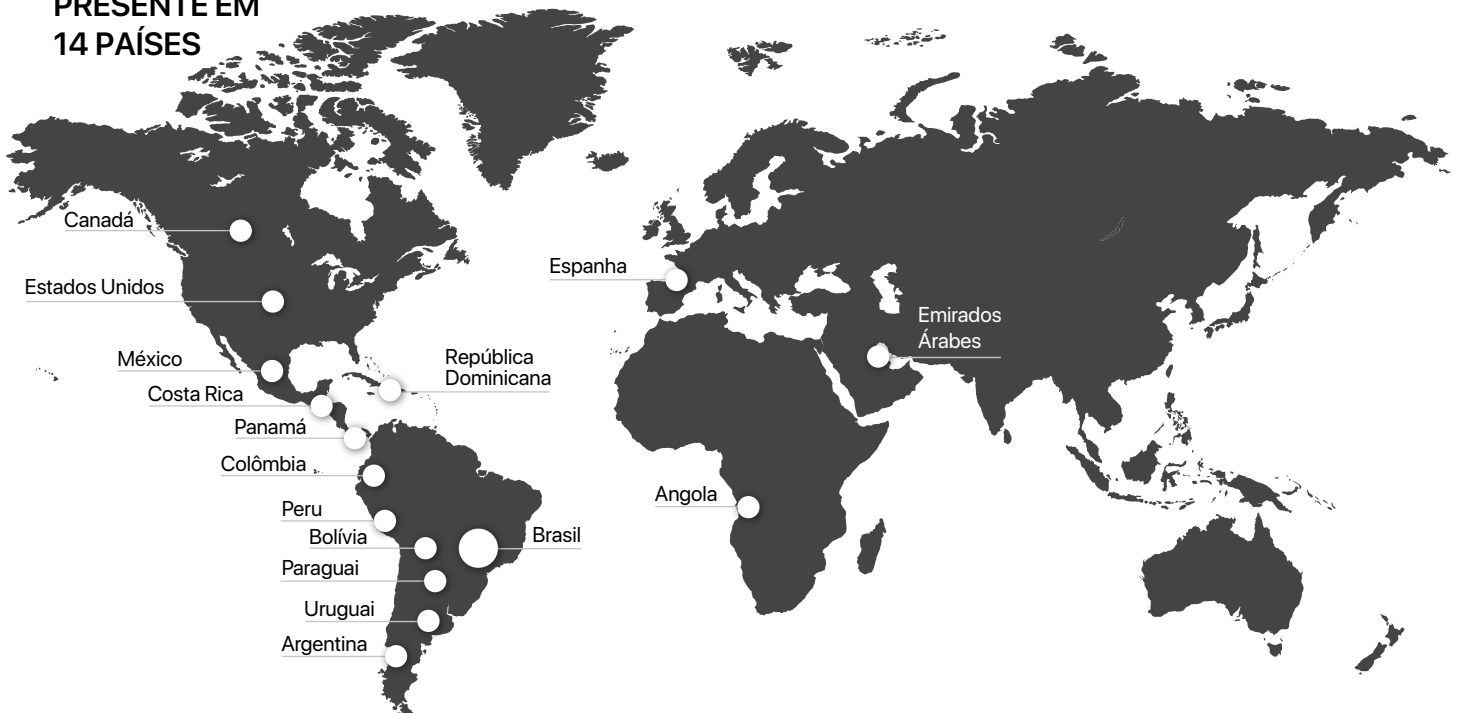 PRESENTE EM
14 PAÍSES
Canadá
Estados Unidos
México
Costa Rica
Panamá
Colômbia
Peru
Bolívia
Paraguai
Uruguai
Argentina
República
Dominicana
Brasil
Espanha
Angola
Emirados
Árabes